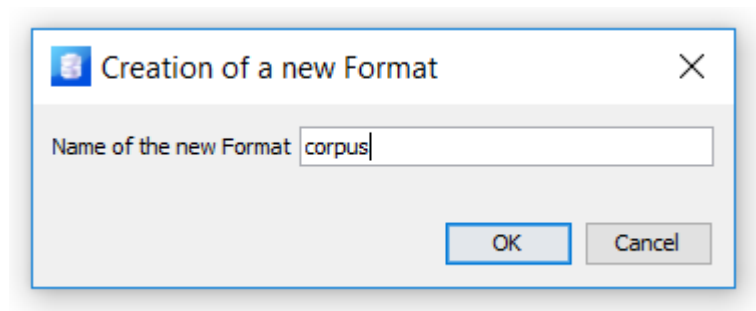 Creation of a new Format
Name of the new Format corpus
OK Cancel